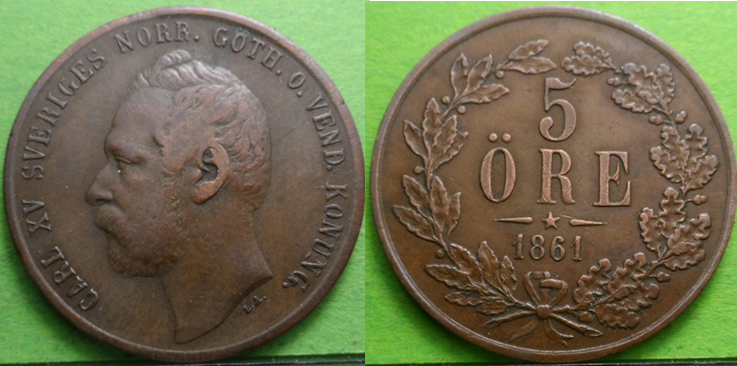 CARL XV SVERIGES NORR. GÖTH. O. VEND. KONUNG.
L.A.
5
ÖRE
1861